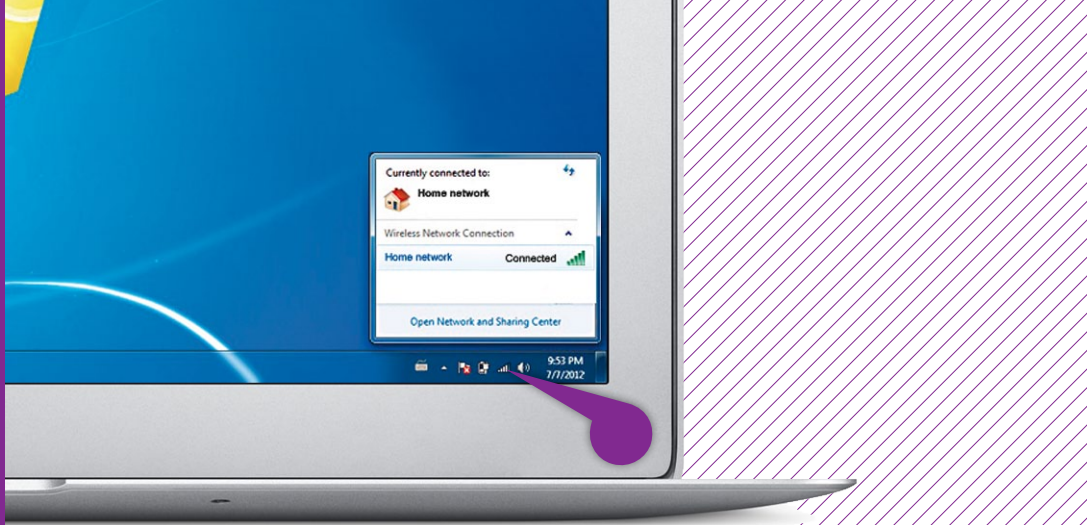 Currently connected to:
Home network
Wireless Network Connection
Home network Connected
Open Network and Sharing Center
9:53 PM
7/7/2012